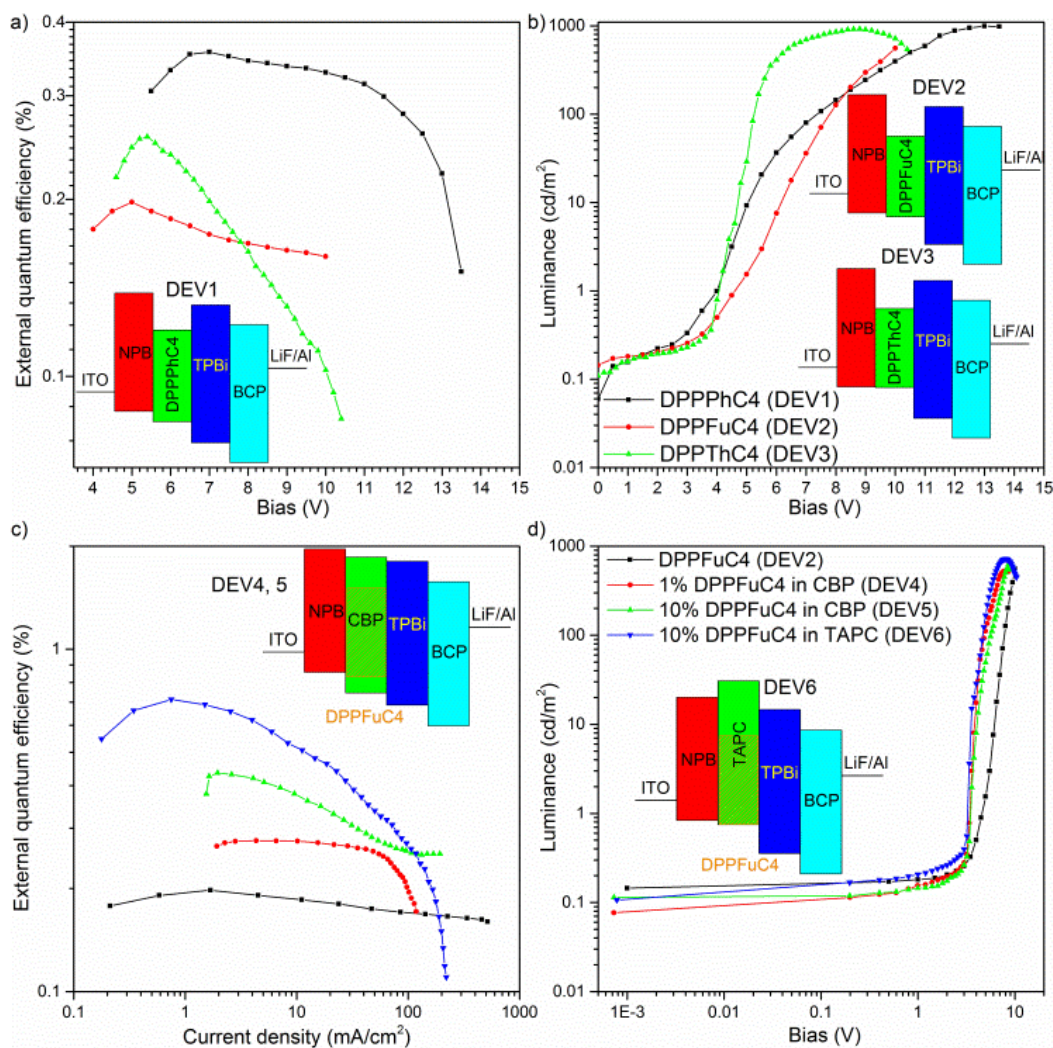 a)
0.4
0.3
0.2
0.1
External quantum efficiency (%)
DEV1
NPB
DPPPhC4
TPBi
BCP
ITO
LiF/Al
4 5 6 7 8 9 10 11 12 13 14 15
Bias (V)
b)
1000
100
10
1
0.1
0.01
Luminance (cd/m²)
DEV2
NPB
DPPFuC4
TPBi
BCP
ITO
LiF/Al
DEV3
NPB
DPPThC4
TPBi
BCP
ITO
LiF/Al
DPPPhC4 (DEV1)
DPPFuC4 (DEV2)
DPPThC4 (DEV3)
0 1 2 3 4 5 6 7 8 9 10 11 12 13 14 15
Bias (V)
c)
1
0.1
External quantum efficiency (%)
DEV4, 5
NPB
CBP
TPBi
BCP
ITO
LiF/Al
DPPFuC4
0.1 1 10 100 1000
Current density (mA/cm²)
d)
1000
100
10
1
0.1
0.01
Luminance (cd/m²)
DPPFuC4 (DEV2)
1% DPPFuC4 in CBP (DEV4)
10% DPPFuC4 in CBP (DEV5)
10% DPPFuC4 in TAPC (DEV6)
DEV6
NPB
TAPC
TPBi
BCP
ITO
LiF/Al
DPPFuC4
1E-3 0.01 0.1 1 10
Bias (V)